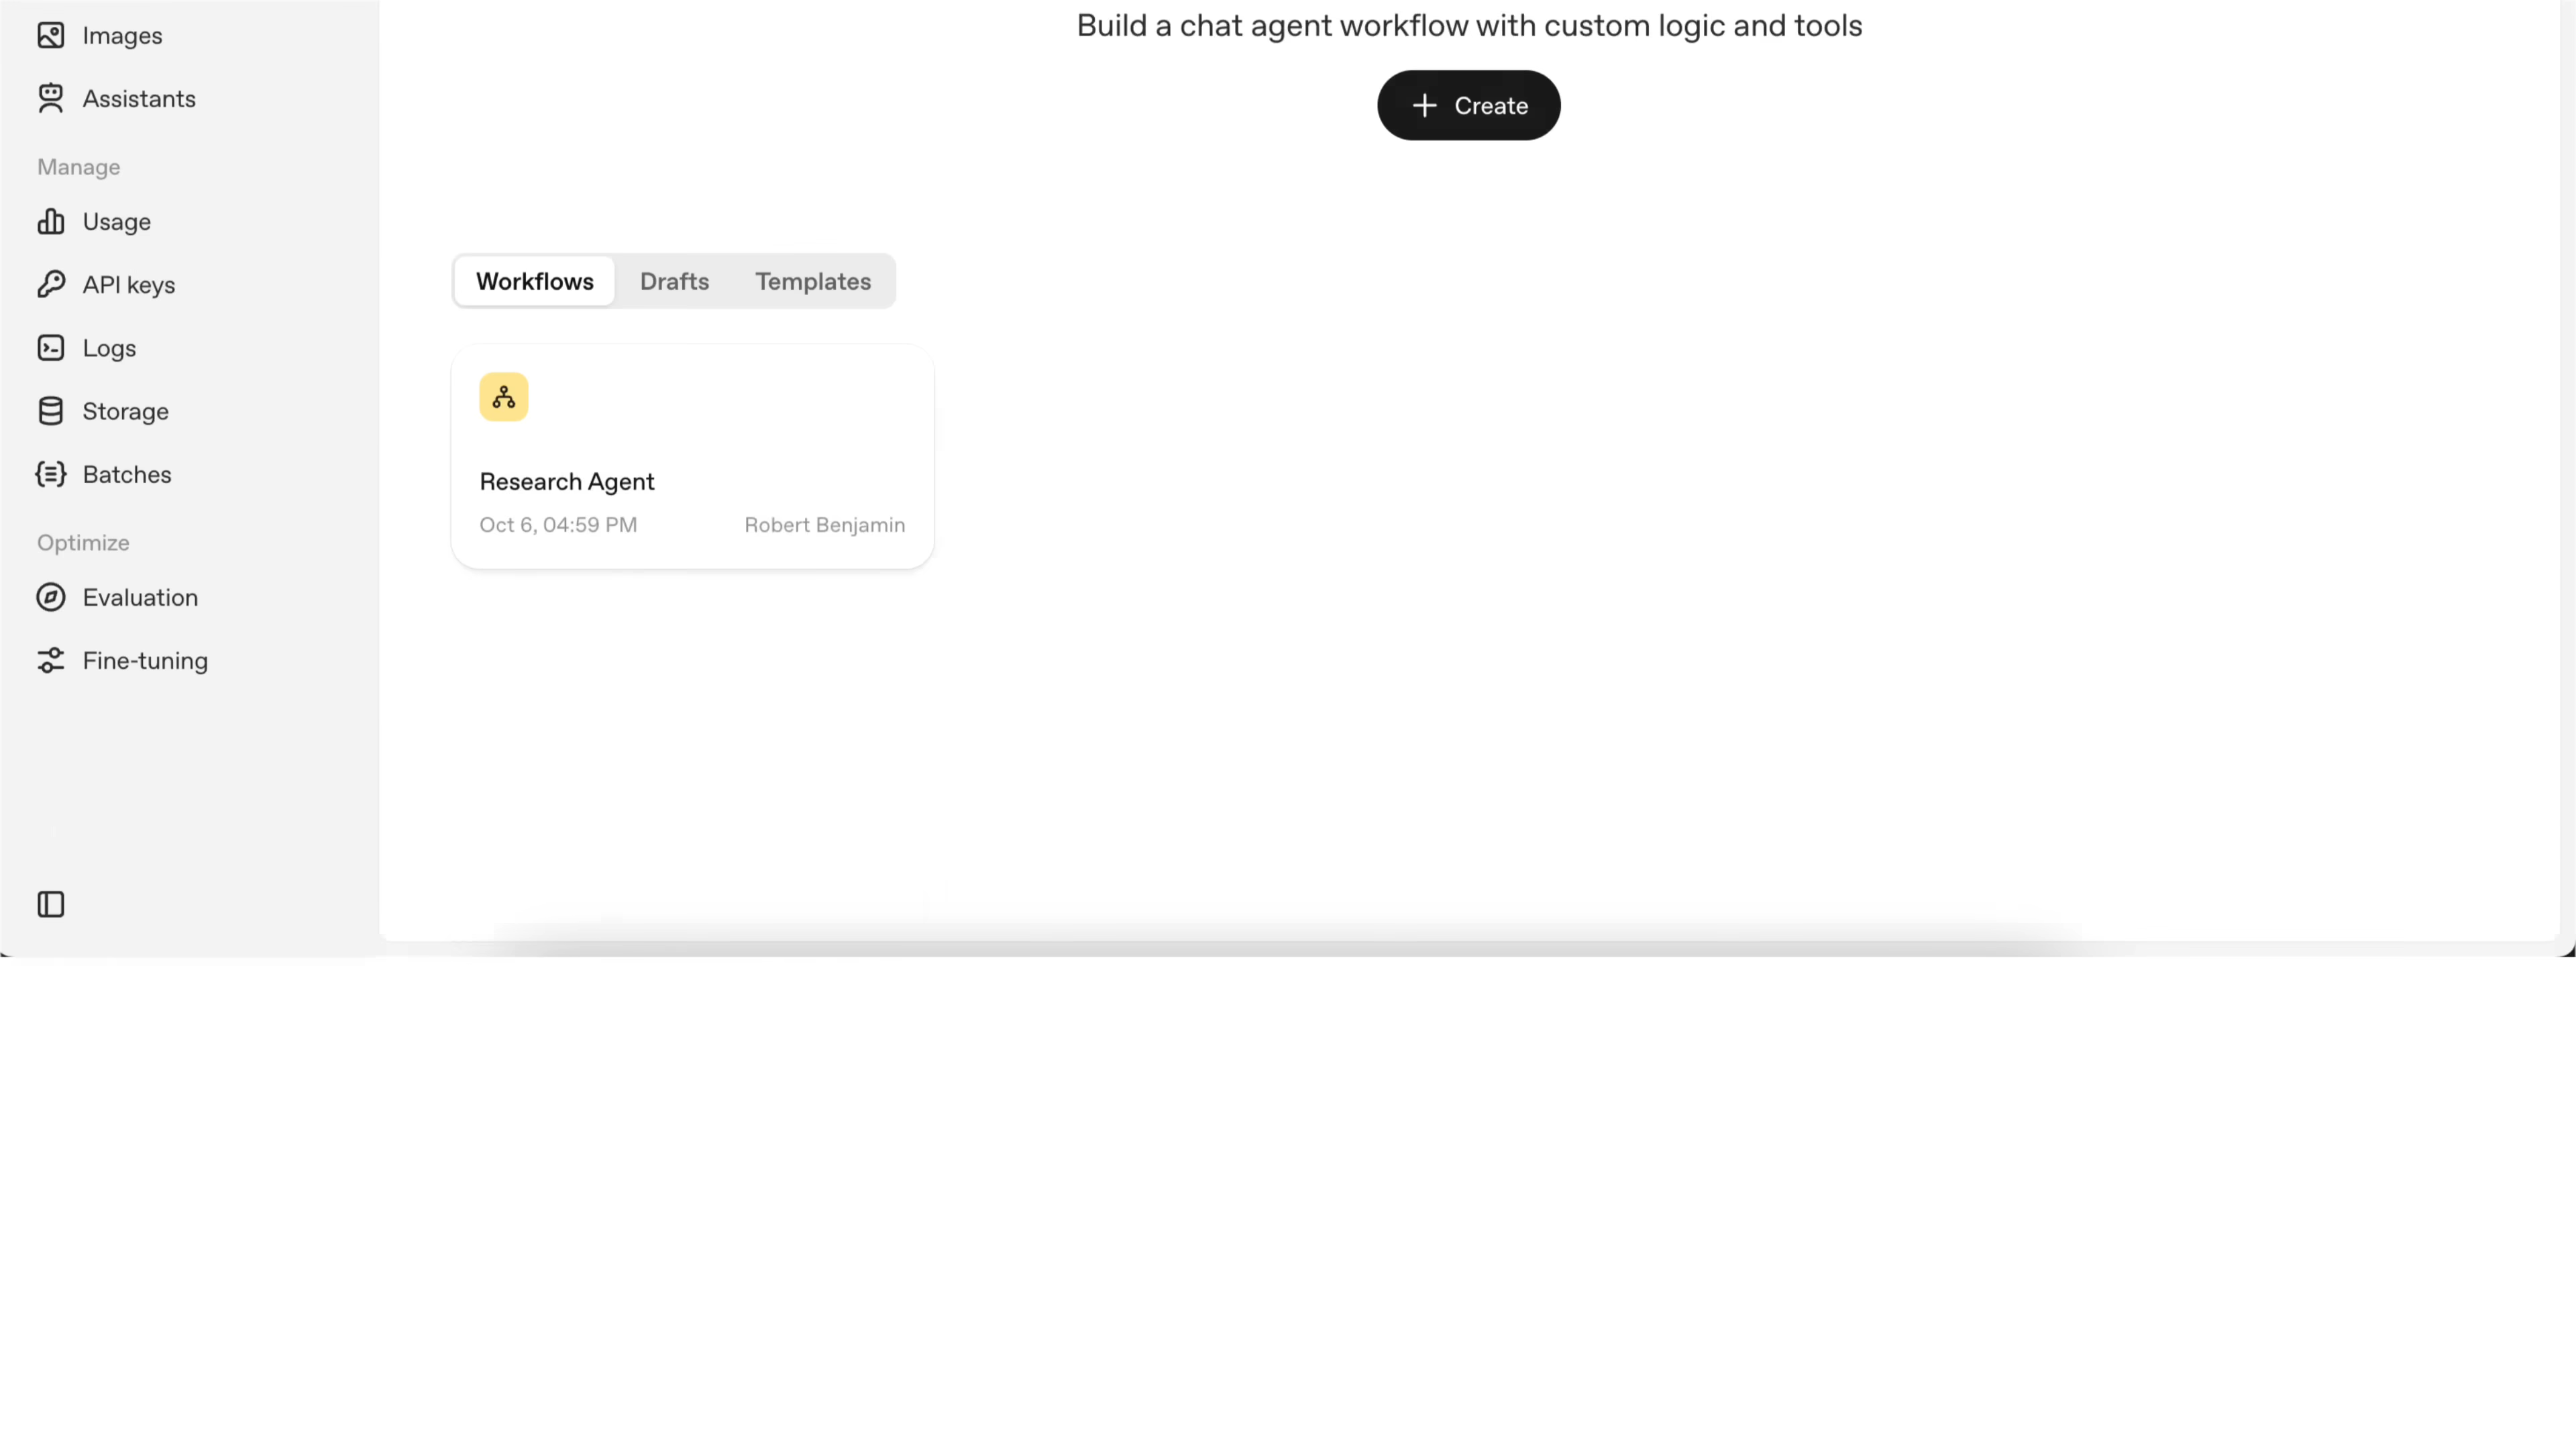 Images
Assistants
Manage
Usage
API keys
Logs
Storage
Batches
Optimize
Evaluation
Fine-tuning
Build a chat agent workflow with custom logic and tools
Create
Workflows Drafts Templates
Research Agent
Oct 6, 04:59 PM Robert Benjamin